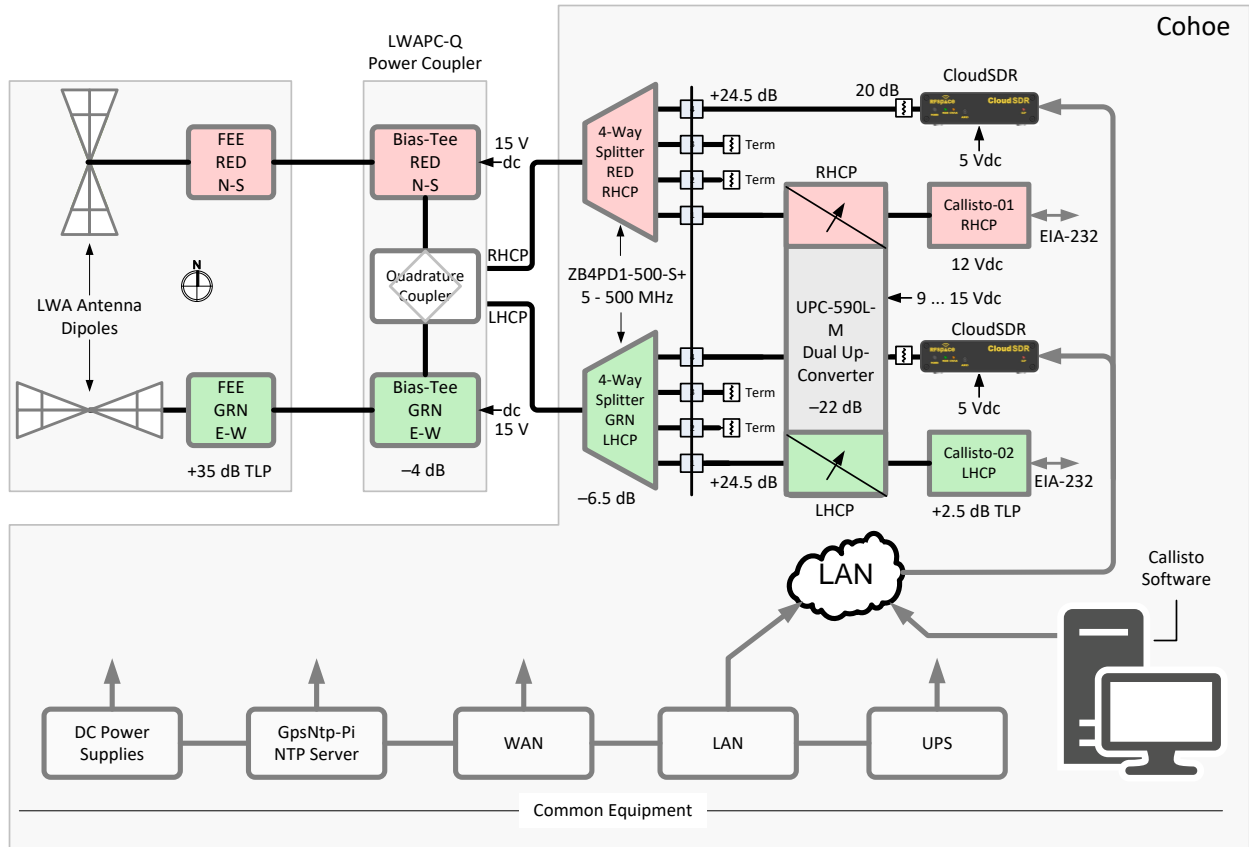 Cohoe
LWAPC-Q
Power Coupler
CloudSDR
+24.5 dB
20 dB
RFSPACE
CloudSDR
FEE
RED
N-S
Bias-Tee
RED
N-S
15 V
dc
4-Way
Splitter
RED
RHCP
Term
Term
5 Vdc
RHCP
Callisto-01
RHCP
EIA-232
12 Vdc
N
RHCP
Quadrature
Coupler
LHCP
ZB4PD1-500-S+
5 - 500 MHz
LWA Antenna
Dipoles
UPC-590L-
M
Dual Up-
Converter
–22 dB
9 ... 15 Vdc
CloudSDR
RFSPACE
CloudSDR
5 Vdc
FEE
GRN
E-W
Bias-Tee
GRN
E-W
dc
15 V
4-Way
Splitter
GRN
LHCP
Term
Term
Callisto-02
LHCP
EIA-232
+35 dB TLP
–4 dB
–6.5 dB
+24.5 dB
LHCP
+2.5 dB TLP
LAN
Callisto
Software
DC Power
Supplies
GpsNtp-Pi
NTP Server
WAN
LAN
UPS
Common Equipment